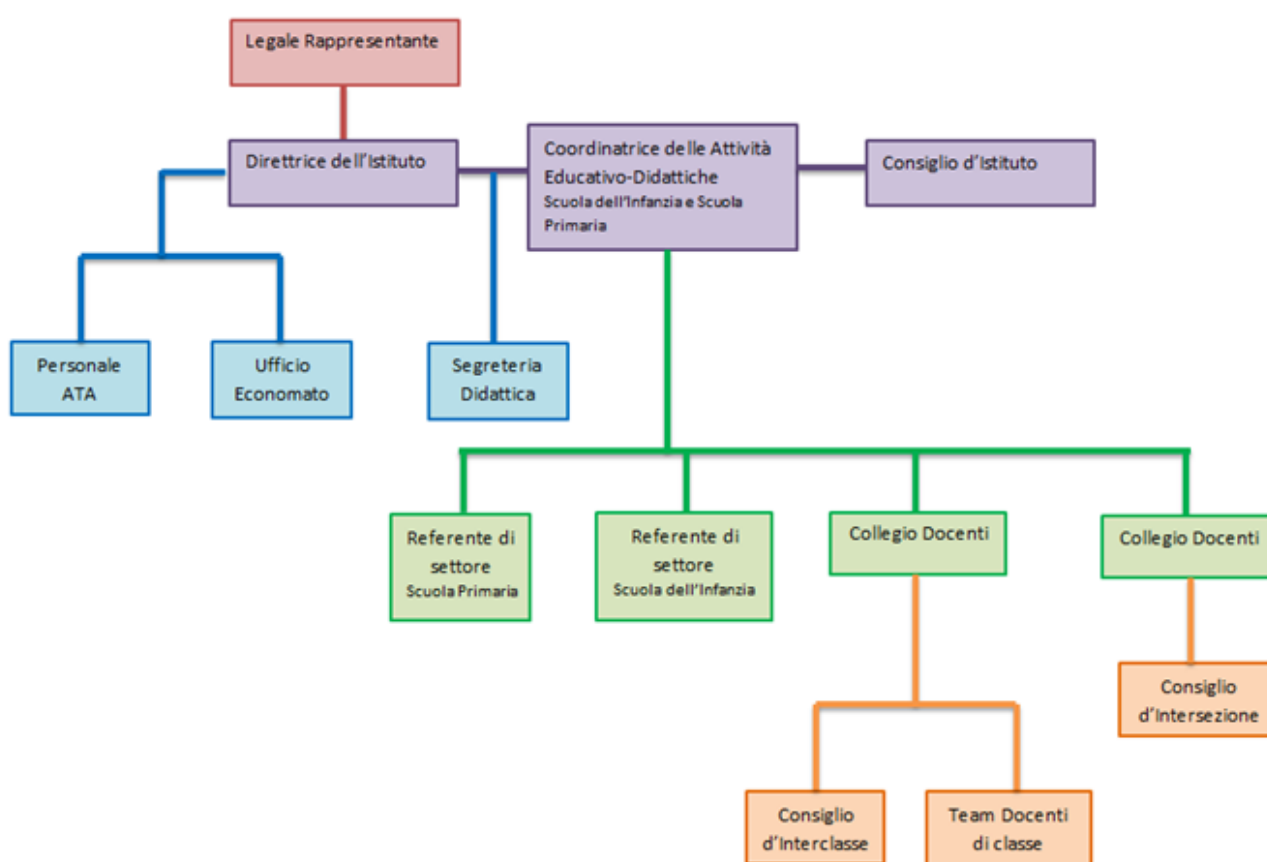 Legale Rappresentante
Direttrice dell'Istituto
Coordinatrice delle Attività
Educativo-Didattiche
Scuola dell'Infanzia e Scuola
Primaria
Consiglio d'Istituto
Personale
ATA
Ufficio
Economato
Segreteria
Didattica
Referente di
settore
Scuola Primaria
Referente di
settore
Scuola dell'Infanzia
Collegio Docenti
Collegio Docenti
Consiglio
d'Intersezione
Consiglio
d'Interclasse
Team Docenti
di classe